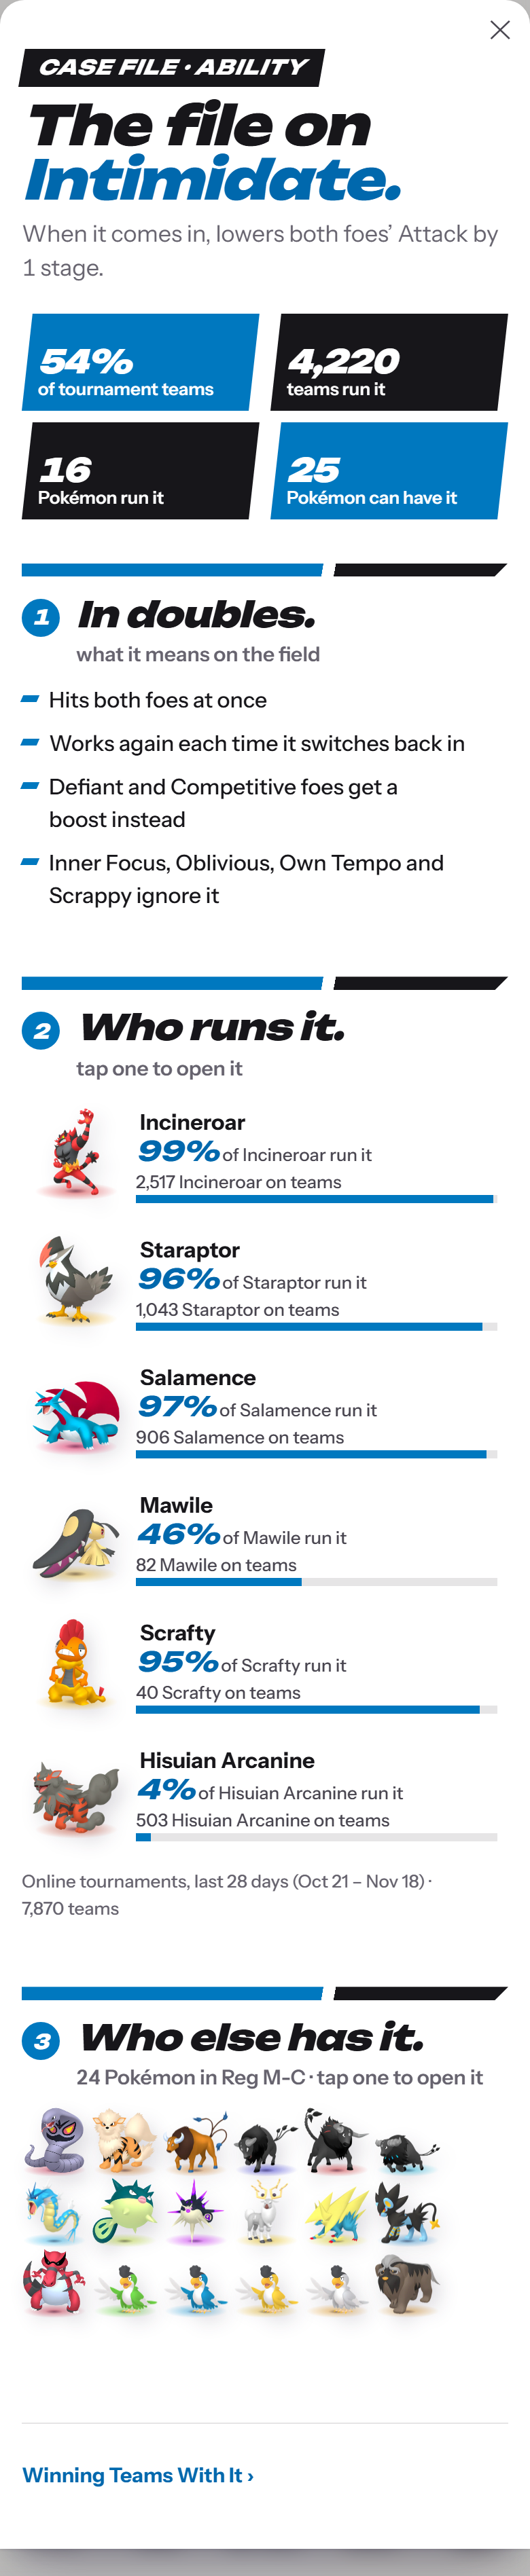 CASE FILE · ABILITY
The file on
Intimidate.
When it comes in, lowers both foes’ Attack by
1 stage.
54%
of tournament teams
4,220
teams run it
16
Pokémon run it
25
Pokémon can have it
1
In doubles.
what it means on the field
Hits both foes at once
Works again each time it switches back in
Defiant and Competitive foes get a
boost instead
Inner Focus, Oblivious, Own Tempo and
Scrappy ignore it
2
Who runs it.
tap one to open it
Incineroar
99% of Incineroar run it
2,517 Incineroar on teams
Staraptor
96% of Staraptor run it
1,043 Staraptor on teams
Salamence
97% of Salamence run it
906 Salamence on teams
Mawile
46% of Mawile run it
82 Mawile on teams
Scrafty
95% of Scrafty run it
40 Scrafty on teams
Hisuian Arcanine
4% of Hisuian Arcanine run it
503 Hisuian Arcanine on teams
Online tournaments, last 28 days (Oct 21 – Nov 18) ·
7,870 teams
3
Who else has it.
24 Pokémon in Reg M-C · tap one to open it
Winning Teams With It ›